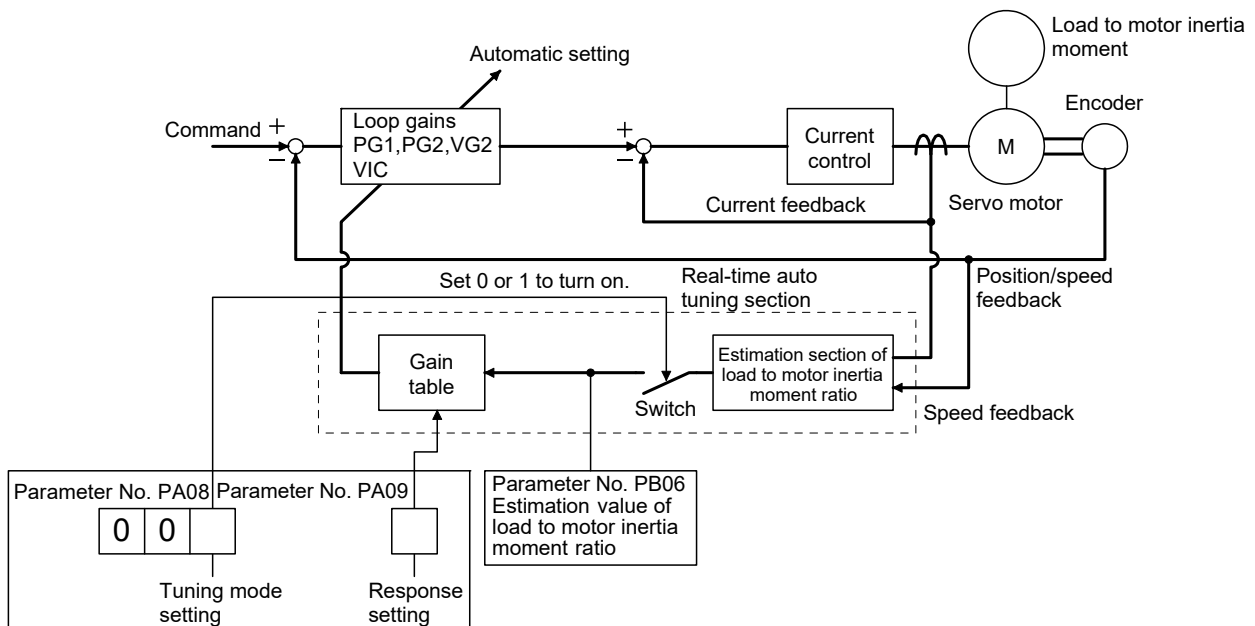 Load to motor inertia
moment
Automatic setting
Encoder
Command
+
−
Loop gains
PG1,PG2,VG2
VIC
+
−
Current
control
M
Current feedback
Servo motor
Set 0 or 1 to turn on.
Real-time auto
tuning section
Position/speed
feedback
Gain
table
Switch
Estimation section of
load to motor inertia
moment ratio
Speed feedback
Parameter No. PA08
Parameter No. PA09
0 0
Tuning mode
setting
Response
setting
Parameter No. PB06
Estimation value of
load to motor inertia
moment ratio